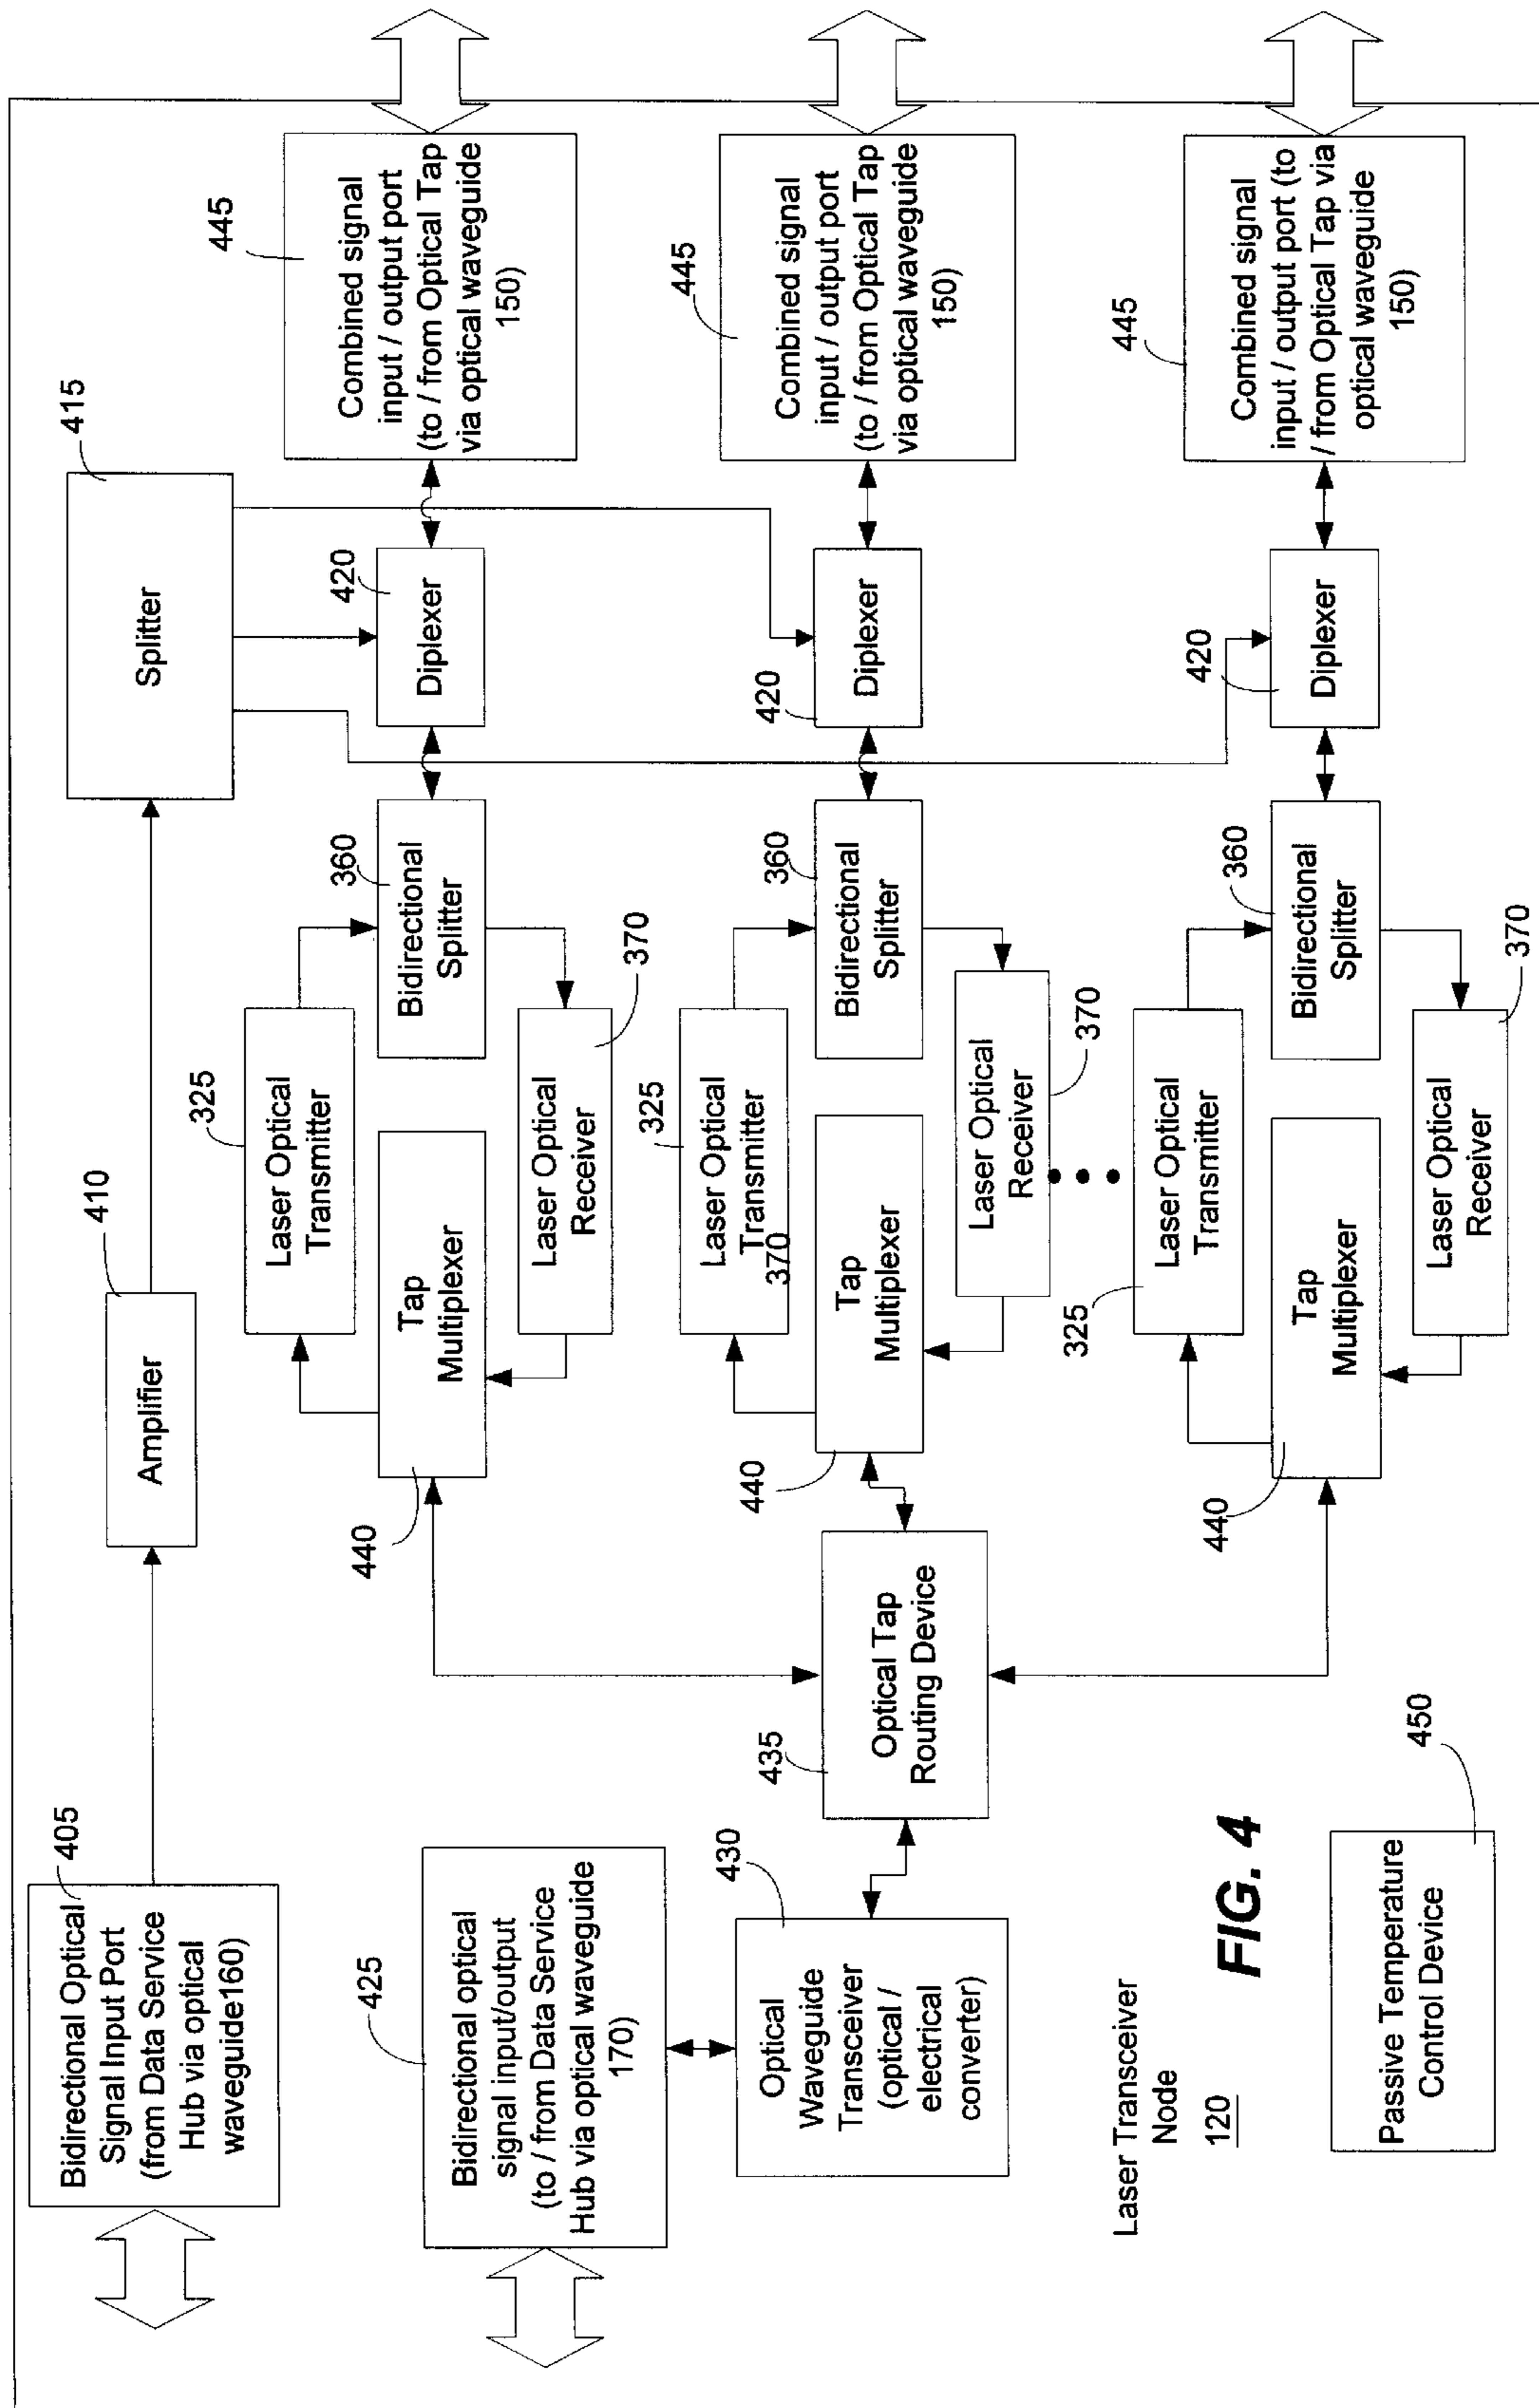 405
Bidirectional Optical
Signal Input Port
(from Data Service
Hub via optical
waveguide160)
410
Amplifier
415
Splitter
425
Bidirectional optical
signal input/output
(to / from Data Service
Hub via optical waveguide
170)
430
Optical
Waveguide
Transceiver
(optical /
electrical
converter)
435
Optical Tap
Routing Device
440
Tap
Multiplexer
325
Laser Optical
Transmitter
Laser Optical
Receiver
370
360
Bidirectional
Splitter
420
Diplexer
445
Combined signal
input / output port
(to / from Optical Tap
via optical waveguide
150)
440
Tap
Multiplexer
325
Laser Optical
Transmitter
370
Laser Optical
Receiver
370
360
Bidirectional
Splitter
420
Diplexer
445
Combined signal
input / output port
(to / from Optical Tap
via optical waveguide
150)
440
Tap
Multiplexer
325
Laser Optical
Transmitter
Laser Optical
Receiver
370
360
Bidirectional
Splitter
420
Diplexer
445
Combined signal
input / output port (to
/ from Optical Tap via
optical waveguide
150)
Laser Transceiver
Node
120
FIG. 4
450
Passive Temperature
Control Device